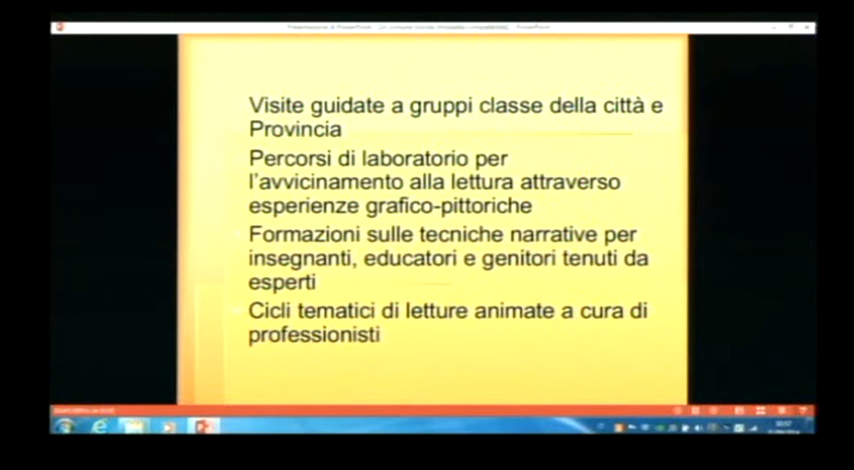 Visite guidate a gruppi classe della città e
Provincia
Percorsi di laboratorio per
l'avvicinamento alla lettura attraverso
esperienze grafico-pittoriche
Formazioni sulle tecniche narrative per
insegnanti, educatori e genitori tenuti da
esperti
Cicli tematici di letture animate a cura di
professionisti